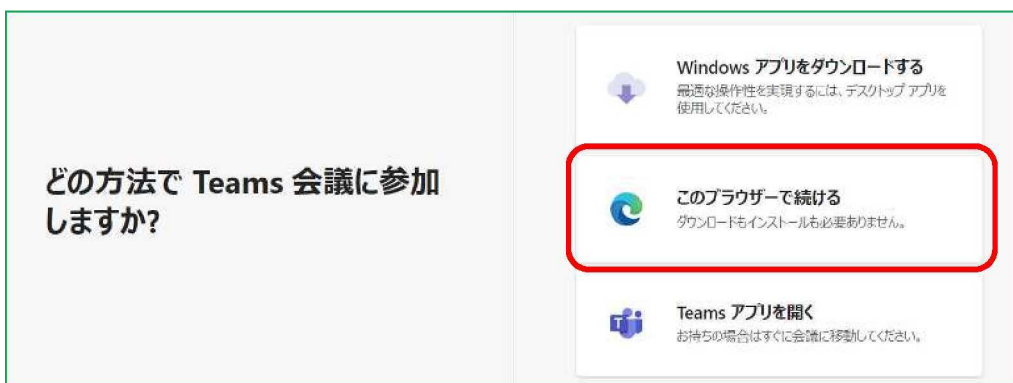 どの方法で Teams 会議に参加
しますか?
Windows アプリをダウンロードする
最適な操作性を実現するには、デスクトップ アプリを
使用してください。
このブラウザーで続ける
ダウンロードもインストールも必要ありません。
Teams アプリを開く
お持ちの場合はすぐに会議に移動してください。